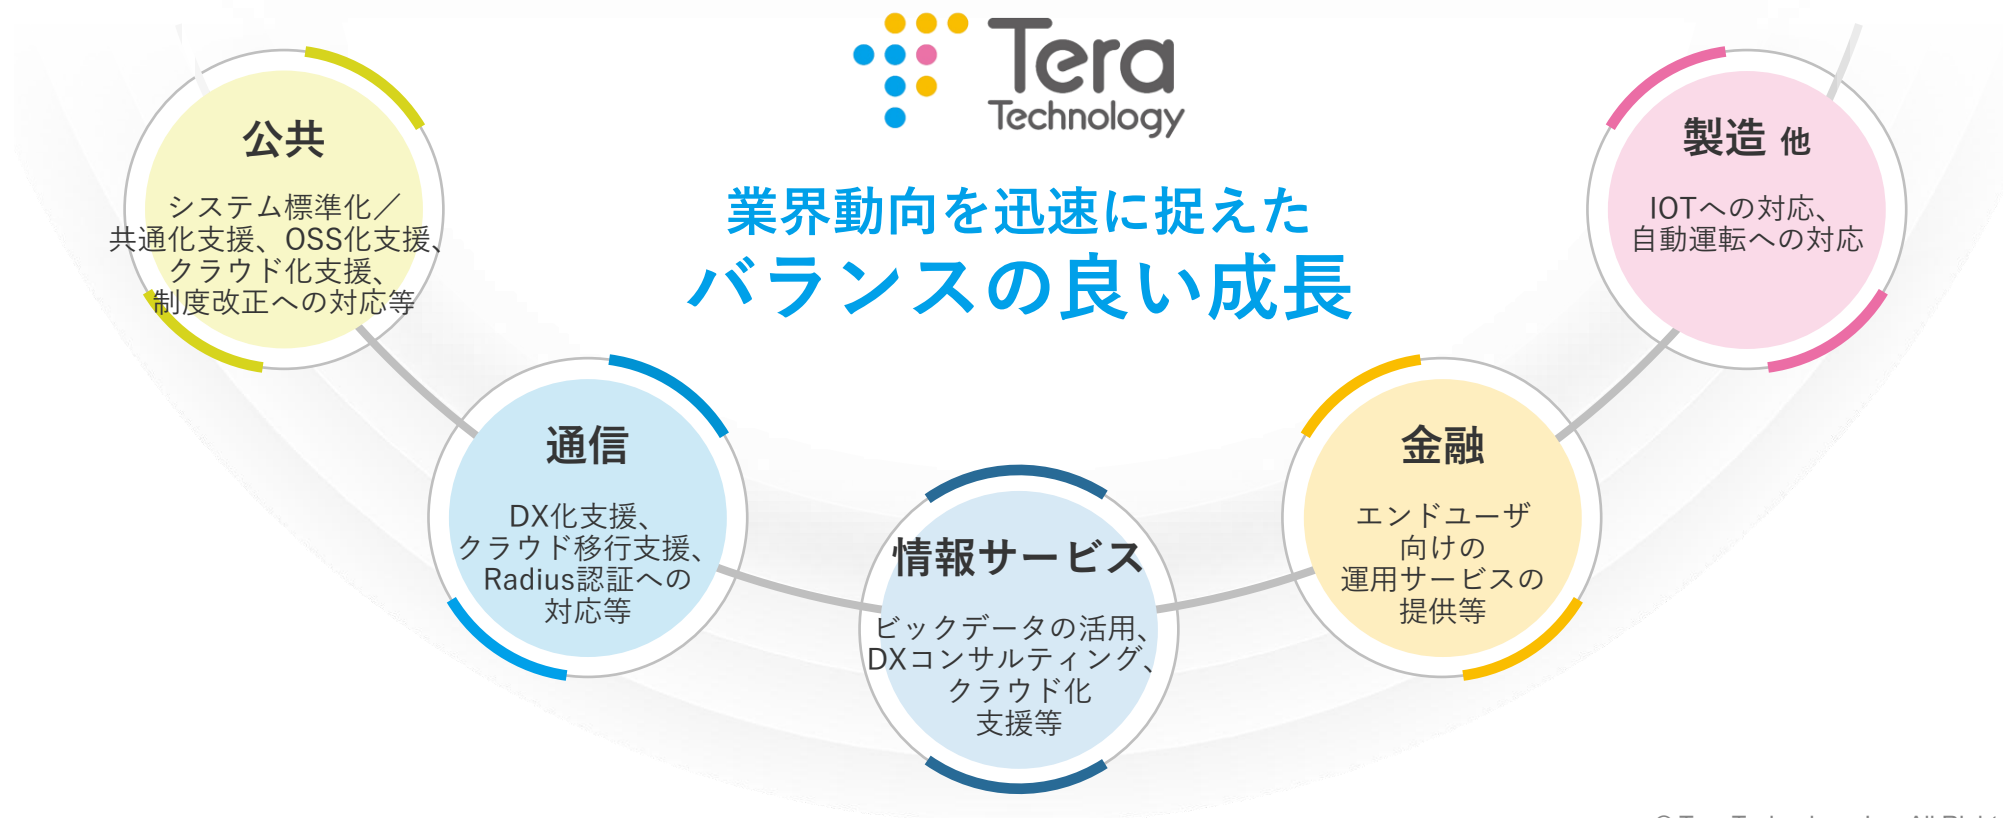 Tera
Technology
業界動向を迅速に捉えた
バランスの良い成長
公共
システム標準化／
共通化支援、OSS化支援、
クラウド化支援、
制度改正への対応等
通信
DX化支援、
クラウド移行支援、
Radius認証への
対応等
情報サービス
ビックデータの活用、
DXコンサルティング、
クラウド化
支援等
金融
エンドユーザ
向けの
運用サービスの
提供等
製造 他
IOTへの対応、
自動運転への対応